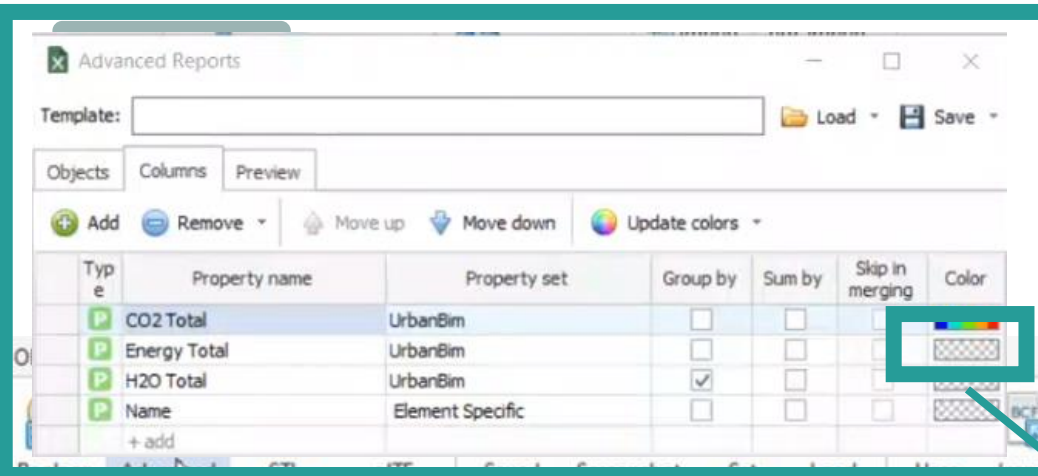 Advanced Reports
Template: Load Save
Objects Columns Preview
Add Remove Move up Move down Update colors
Type Property name Property set Group by Sum by Skip in merging Color
P CO2 Total UrbanBim
P Energy Total UrbanBim
P H2O Total UrbanBim
P Name Element Specific
+ add
BCF